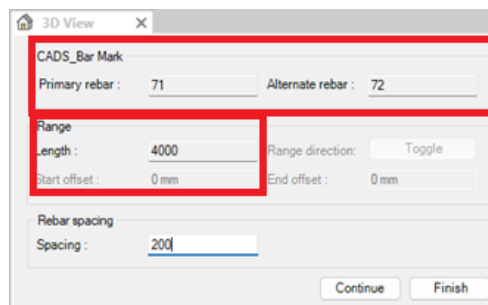 3D View
CADS_Bar Mark
Primary rebar : 71 Alternate rebar : 72
Range
Length : 4000 Range direction: Toggle
Start offset : 0 mm End offset : 0 mm
Rebar spacing
Spacing : 200
Continue Finish